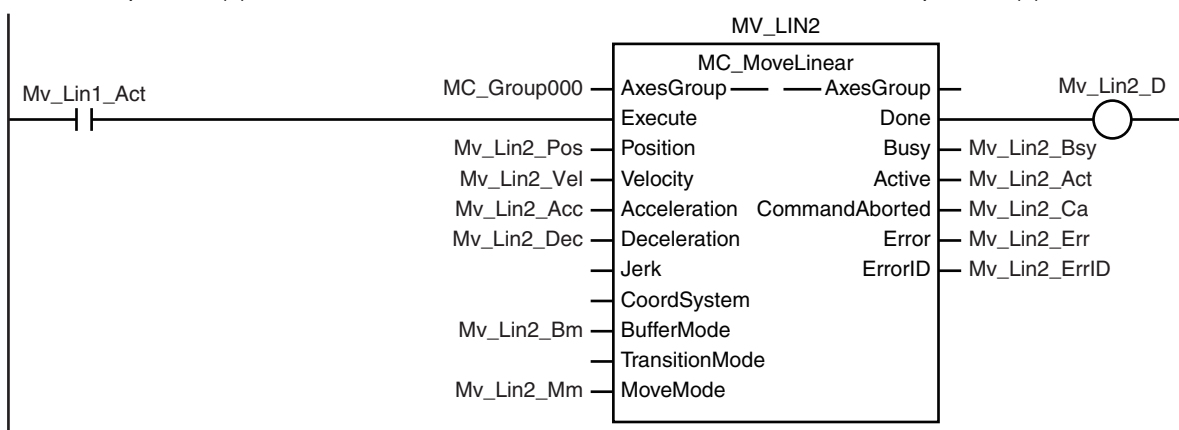 MV_LIN2
MC_MoveLinear
MC_Group000 AxesGroup AxesGroup
Mv_Lin1_Act Mv_Lin2_D
Execute Done
Mv_Lin2_Pos Position Busy Mv_Lin2_Bsy
Mv_Lin2_Vel Velocity Active Mv_Lin2_Act
Mv_Lin2_Acc Acceleration CommandAborted Mv_Lin2_Ca
Mv_Lin2_Dec Deceleration Error Mv_Lin2_Err
Jerk ErrorID Mv_Lin2_ErrID
CoordSystem
Mv_Lin2_Bm BufferMode
TransitionMode
Mv_Lin2_Mm MoveMode